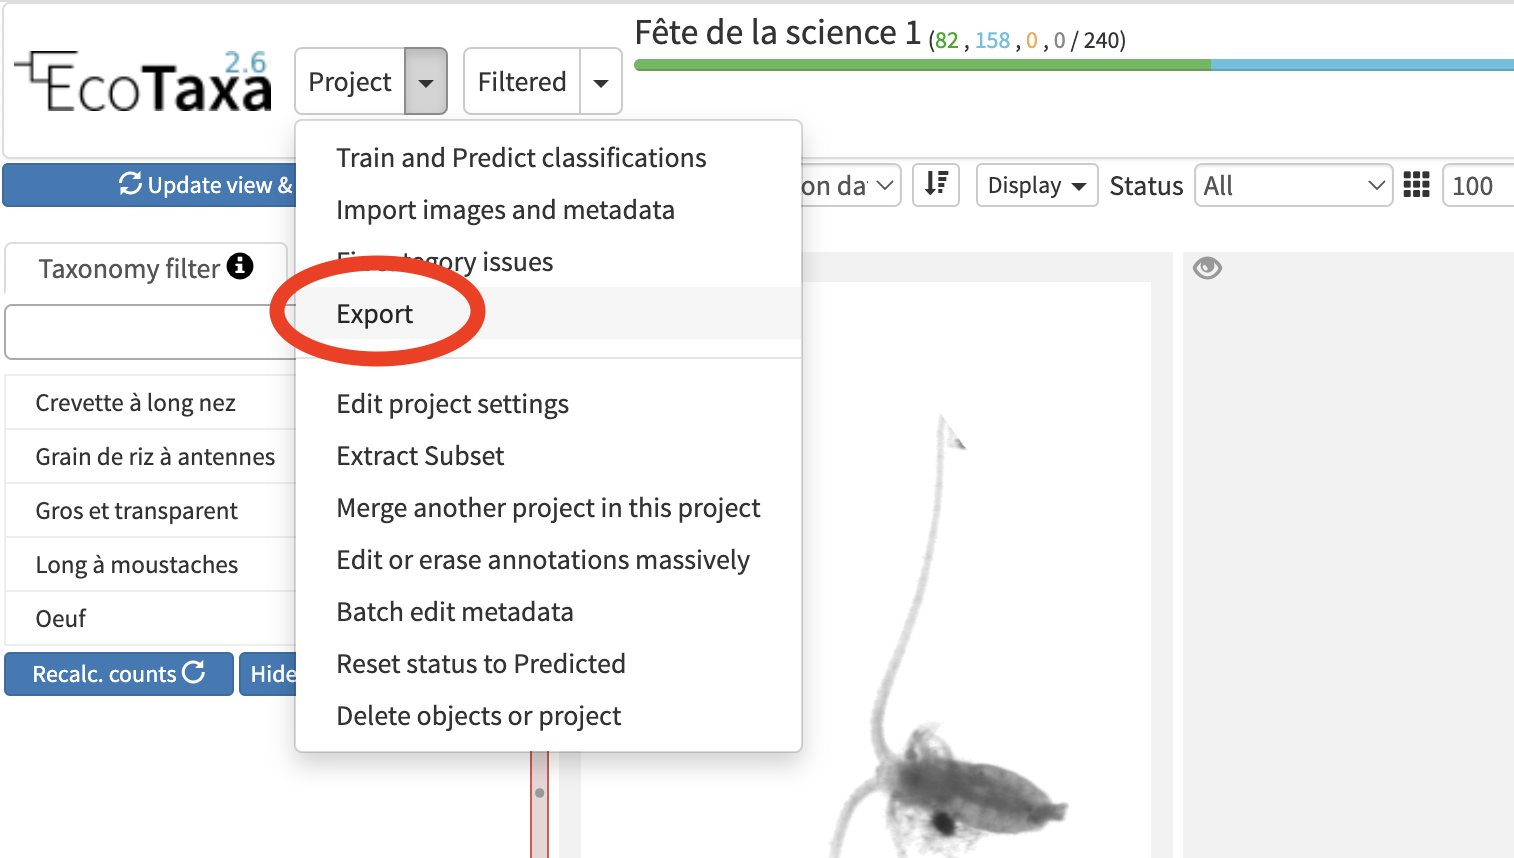 EcoTaxa 2.6
Project
Filtered
Fête de la science 1 (82 , 158 , 0 , 0 / 240)
Train and Predict classifications
Import images and metadata
issues
Export
Edit project settings
Extract Subset
Merge another project in this project
Edit or erase annotations massively
Batch edit metadata
Reset status to Predicted
Delete objects or project
Update view &
on da
Display
Status
All
100
Taxonomy filter
Crevette à long nez
Grain de riz à antennes
Gros et transparent
Long à moustaches
Oeuf
Recalc. counts
Hide